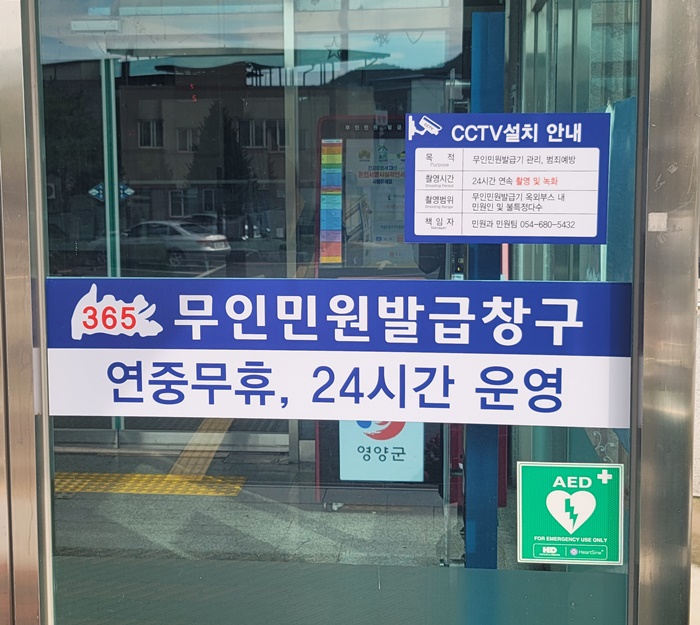 CCTV설치 안내
목 적 무인민원발급기 관리, 범죄예방
Purpose
촬영시간 24시간 연속 촬영 및 녹화
촬영범위 무인민원발급기 옥외부스 내
민원인 및 불특정다수
책 임 자 민원과 민원팀 054-680-5432
Manager
365 무인민원발급창구
연중무휴, 24시간 운영
영양군
AED
FOR EMERGENCY USE ONLY
HeartSine